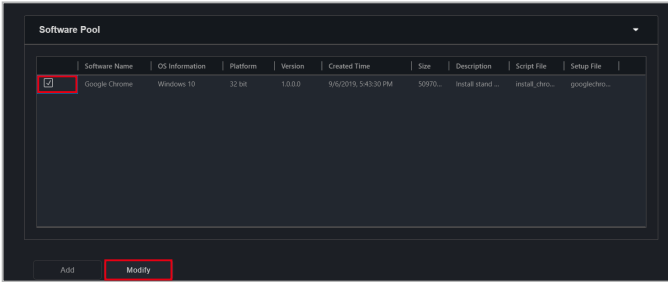 Software Pool
Software Name OS Information Platform Version Created Time Size Description Script File Setup File
Google Chrome Windows 10 32 bit 1.0.0.0 9/6/2019, 5:43:30 PM 50970... Install stand ... install_chro... googlechro...
Add Modify